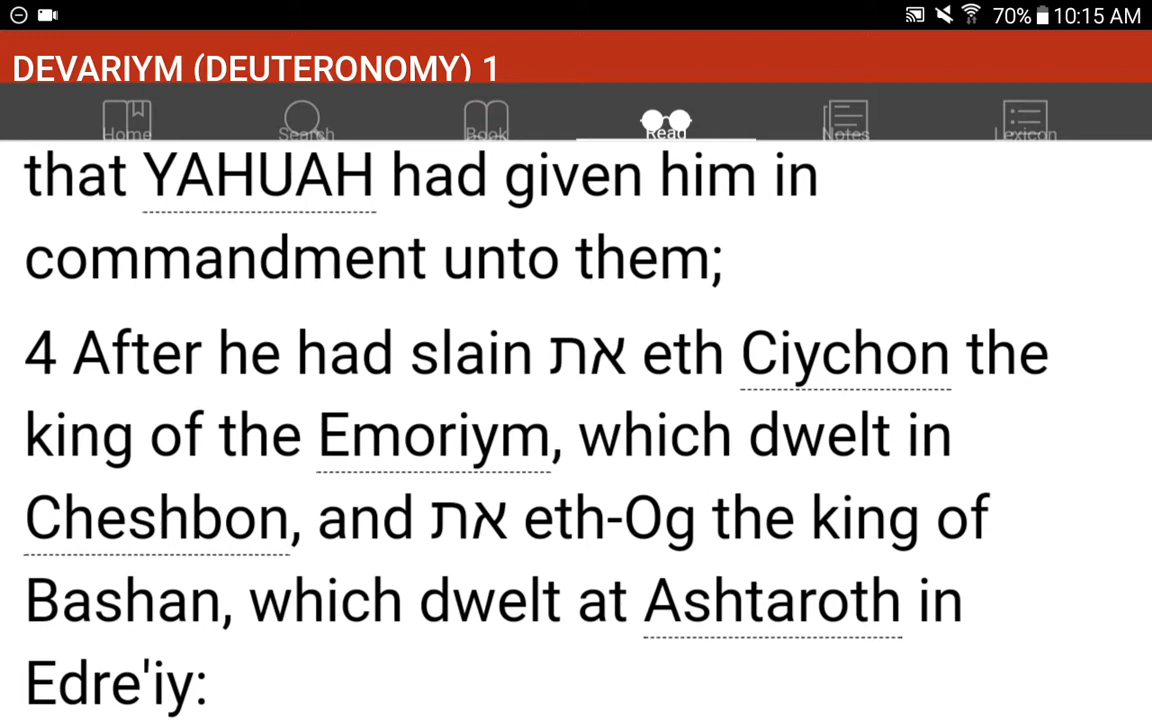 70% 10:15 AM
DEVARIYM (DEUTERONOMY) 1
Home Search Book Read Notes Lexicon
that YAHUAH had given him in
commandment unto them;
4 After he had slain את eth Ciychon the
king of the Emoriym, which dwelt in
Cheshbon, and את eth-Og the king of
Bashan, which dwelt at Ashtaroth in
Edre'iy: